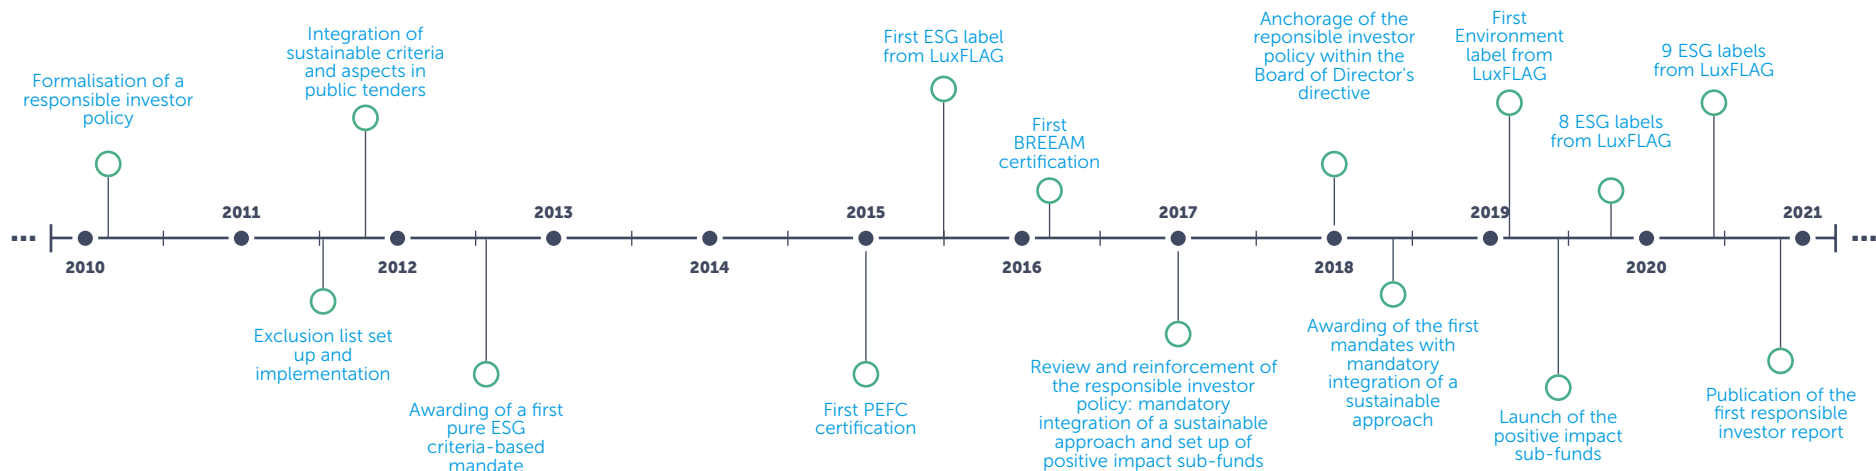 Formalisation of a
responsible investor
policy
Integration of
sustainable criteria
and aspects in
public tenders
First ESG label
from LuxFLAG
First
BREEAM
certification
Anchorage of the
reponsible investor
policy within the
Board of Director's
directive
First
Environment
label from
LuxFLAG
8 ESG labels
from LuxFLAG
9 ESG labels
from LuxFLAG
...
2010
2011
2012
2013
2014
2015
2016
2017
2018
2019
2020
2021
...
Exclusion list set
up and
implementation
Awarding of a first
pure ESG
criteria-based
mandate
First PEFC
certification
Review and reinforcement of
the responsible investor
policy: mandatory
integration of a sustainable
approach and set up of
positive impact sub-funds
Awarding of the first
mandates with
mandatory
integration of a
sustainable
approach
Launch of the
positive impact
sub-funds
Publication of the
first responsible
investor report